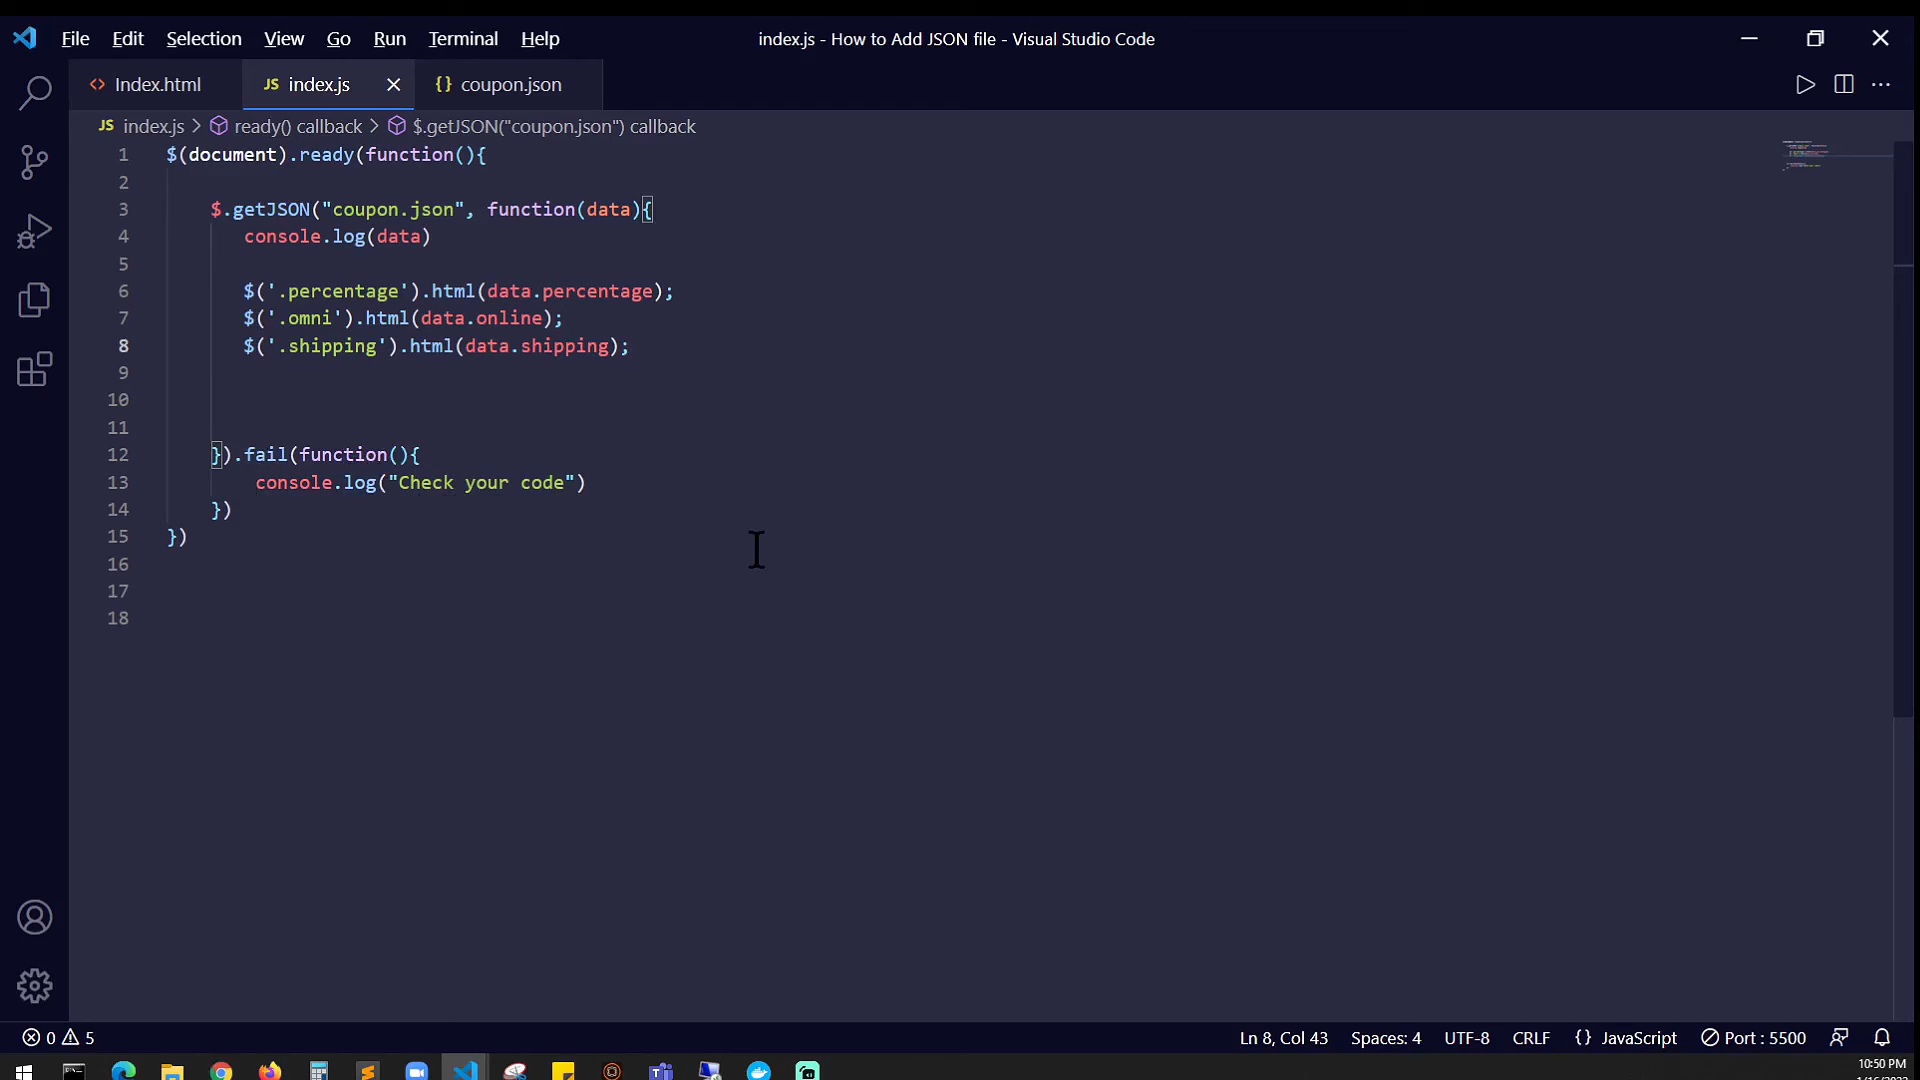 File Edit Selection View Go Run Terminal Help index.js - How to Add JSON file - Visual Studio Code
<> Index.html JS index.js {} coupon.json
JS index.js > ready() callback > $.getJSON("coupon.json") callback
1 $(document).ready(function(){
2
3 $.getJSON("coupon.json", function(data){
4 console.log(data)
5
6 $('.percentage').html(data.percentage);
7 $('.omni').html(data.online);
8 $('.shipping').html(data.shipping);
9
10
11
12 }).fail(function(){
13 console.log("Check your code")
14 })
15 })
16
17
18
0 5 Ln 8, Col 43 Spaces: 4 UTF-8 CRLF {} JavaScript Port : 5500
10:50 PM